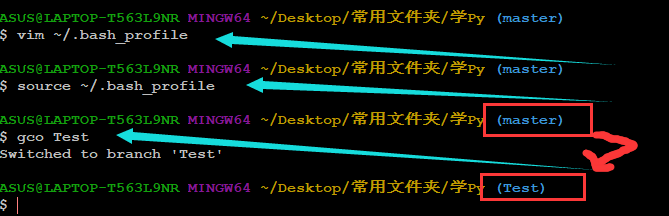 ASUS@LAPTOP-T563L9NR MINGW64 ~/Desktop/常用文件夹/学Py (master)
$ vim ~/.bash_profile
ASUS@LAPTOP-T563L9NR MINGW64 ~/Desktop/常用文件夹/学Py (master)
$ source ~/.bash_profile
ASUS@LAPTOP-T563L9NR MINGW64 ~/Desktop/常用文件夹/学Py (master)
$ gco Test
Switched to branch 'Test'
ASUS@LAPTOP-T563L9NR MINGW64 ~/Desktop/常用文件夹/学Py (Test)
$